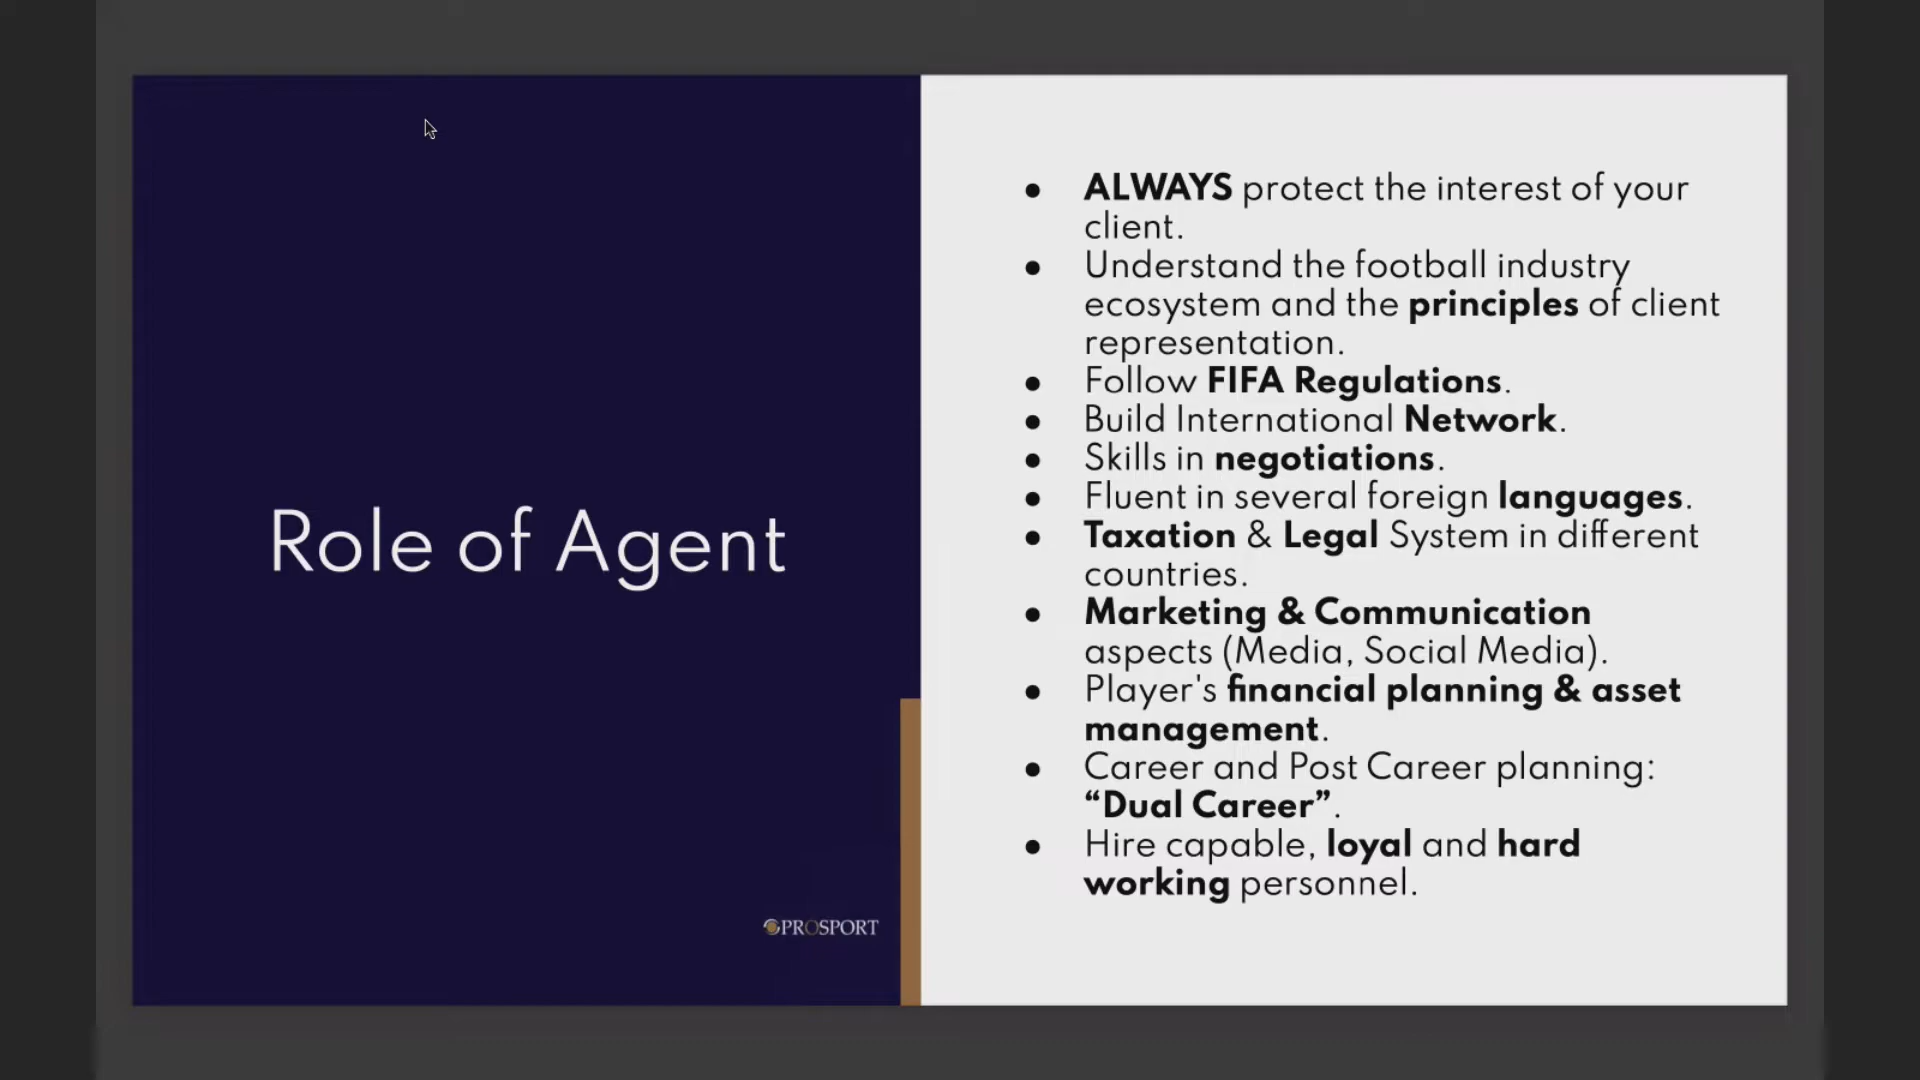 Role of Agent
PROSPORT
• ALWAYS protect the interest of your
client.
• Understand the football industry
ecosystem and the principles of client
representation.
• Follow FIFA Regulations.
• Build International Network.
• Skills in negotiations.
• Fluent in several foreign languages.
• Taxation & Legal System in different
countries.
• Marketing & Communication
aspects (Media, Social Media).
• Player's financial planning & asset
management.
• Career and Post Career planning:
“Dual Career”.
• Hire capable, loyal and hard
working personnel.